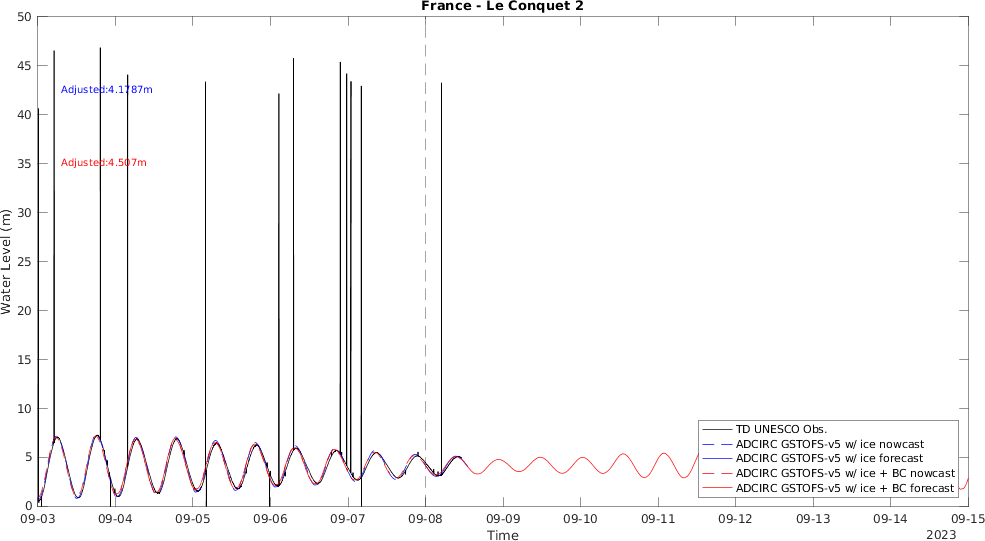 France - Le Conquet 2
50
45
40
35
30
25
20
15
10
5
0
Water Level (m)
Adjusted:4.1787m
Adjusted:4.507m
TD UNESCO Obs.
ADCIRC GSTOFS-v5 w/ ice nowcast
ADCIRC GSTOFS-v5 w/ ice forecast
ADCIRC GSTOFS-v5 w/ ice + BC nowcast
ADCIRC GSTOFS-v5 w/ ice + BC forecast
09-03 09-04 09-05 09-06 09-07 09-08 09-09 09-10 09-11 09-12 09-13 09-14 09-15
Time
2023